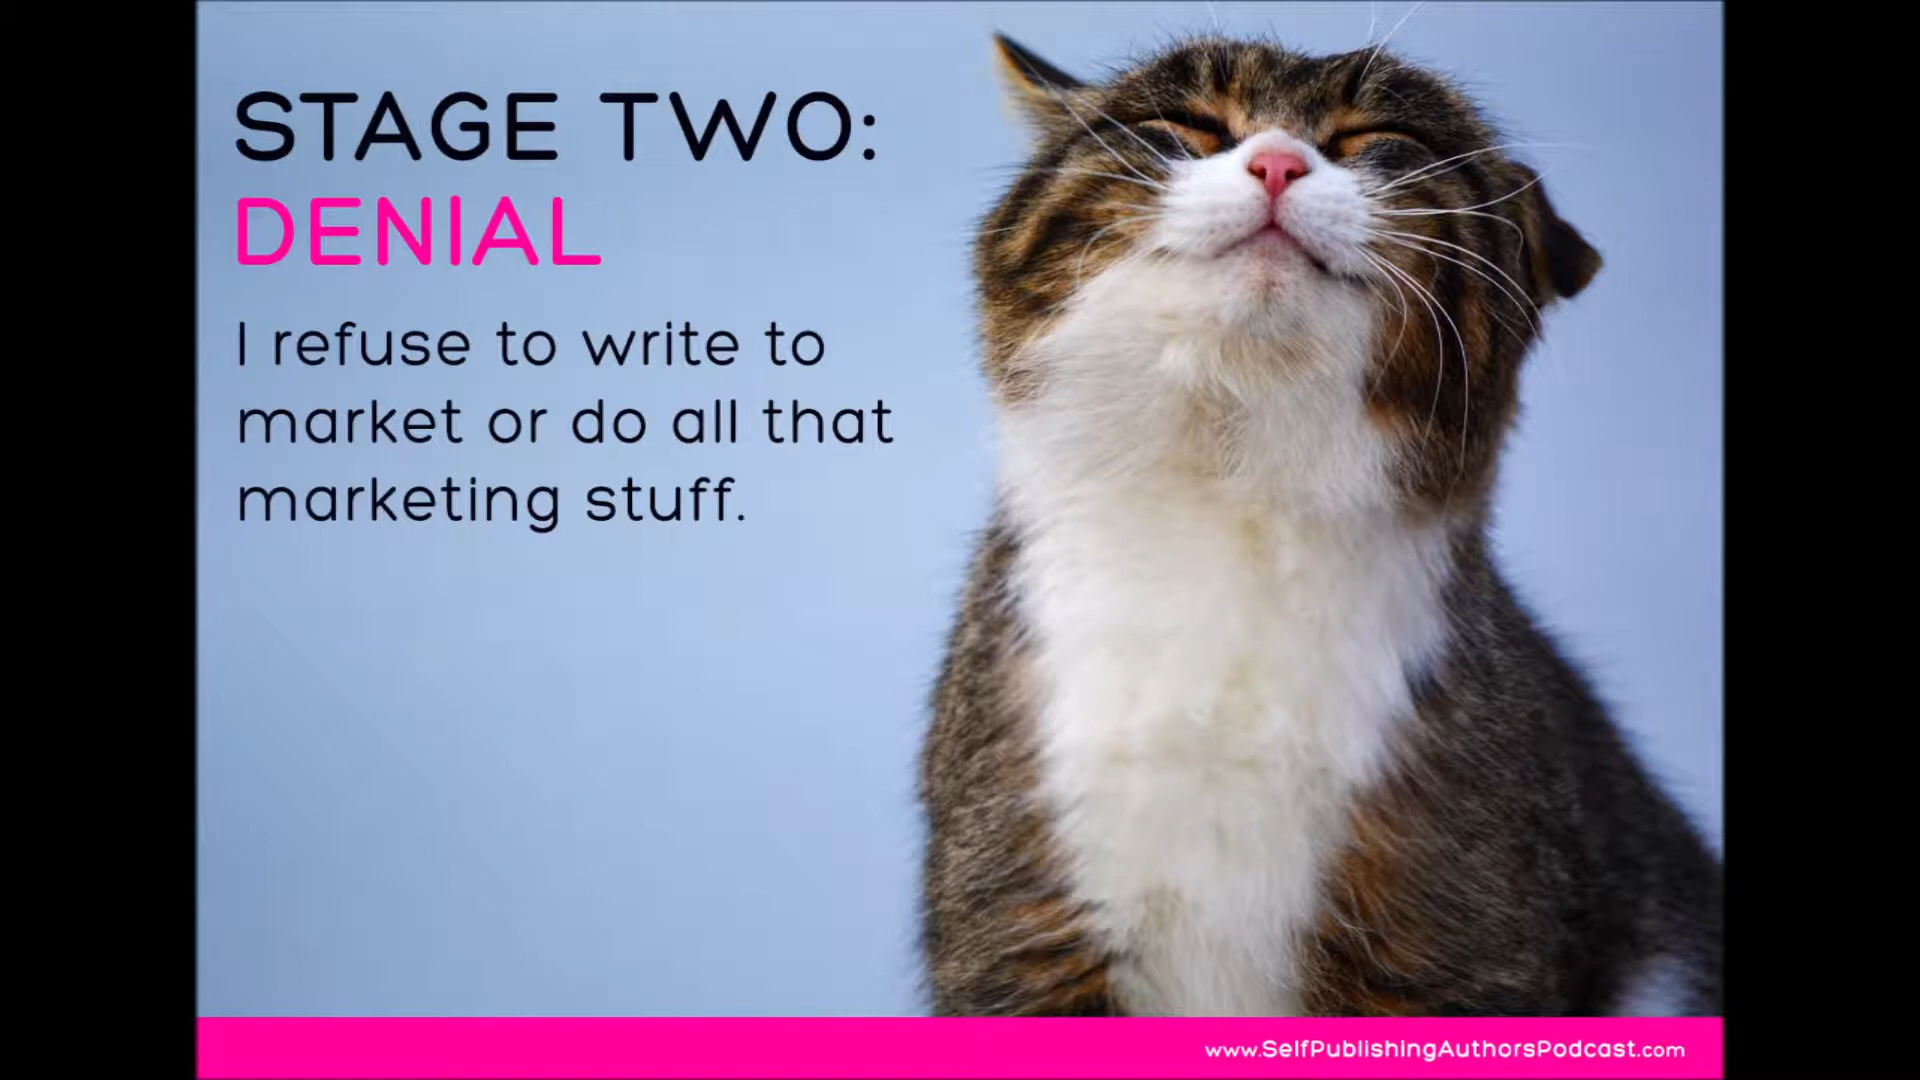 STAGE TWO:
DENIAL
I refuse to write to
market or do all that
marketing stuff.
www.SelfPublishingAuthorsPodcast.com